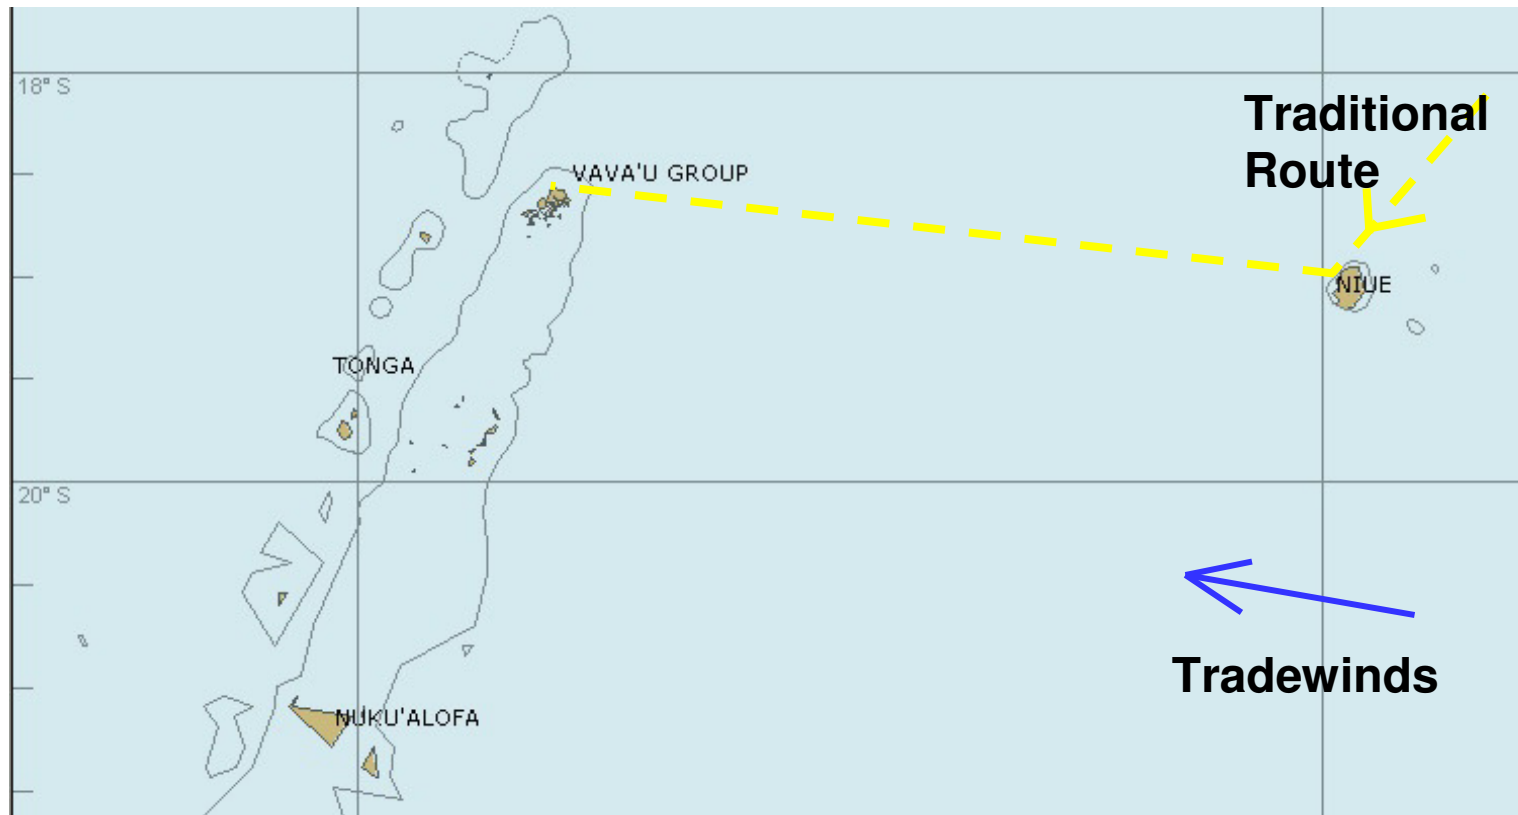 18° S
Traditional
Route
VAVA'U GROUP
NIUE
TONGA
20° S
Tradewinds
NUKU'ALOFA